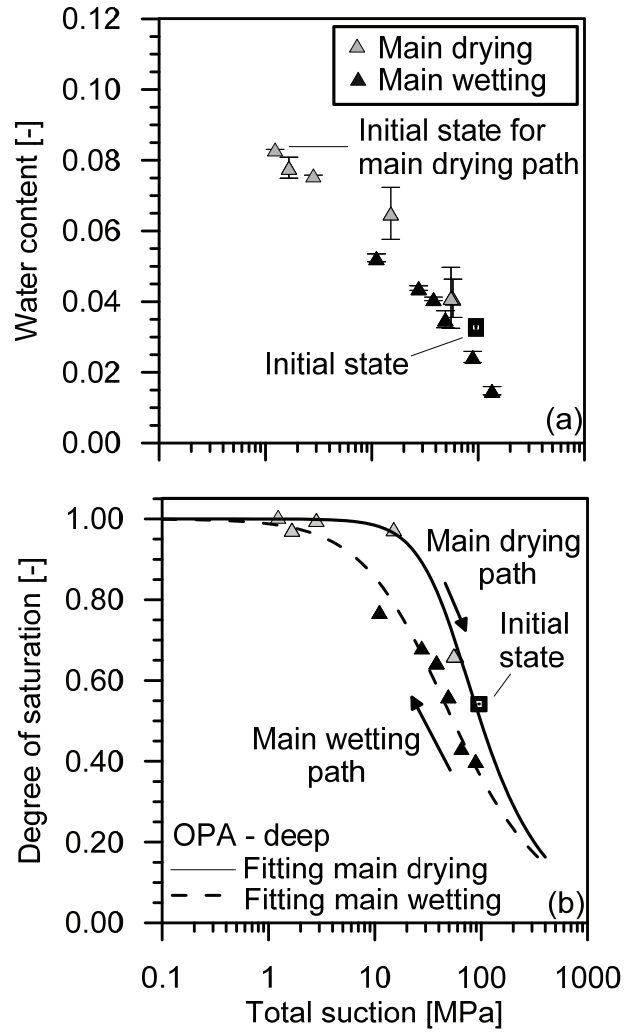 0.12
0.10
0.08
0.06
0.04
0.02
0.00
Water content [-]
Main drying
Main wetting
Initial state for
main drying path
Initial state
(a)
1.00
0.80
0.60
0.40
0.20
0.00
Degree of saturation [-]
Main drying
path
Initial
state
Main wetting
path
OPA - deep
Fitting main drying
Fitting main wetting
(b)
0.1 1 10 100 1000
Total suction [MPa]